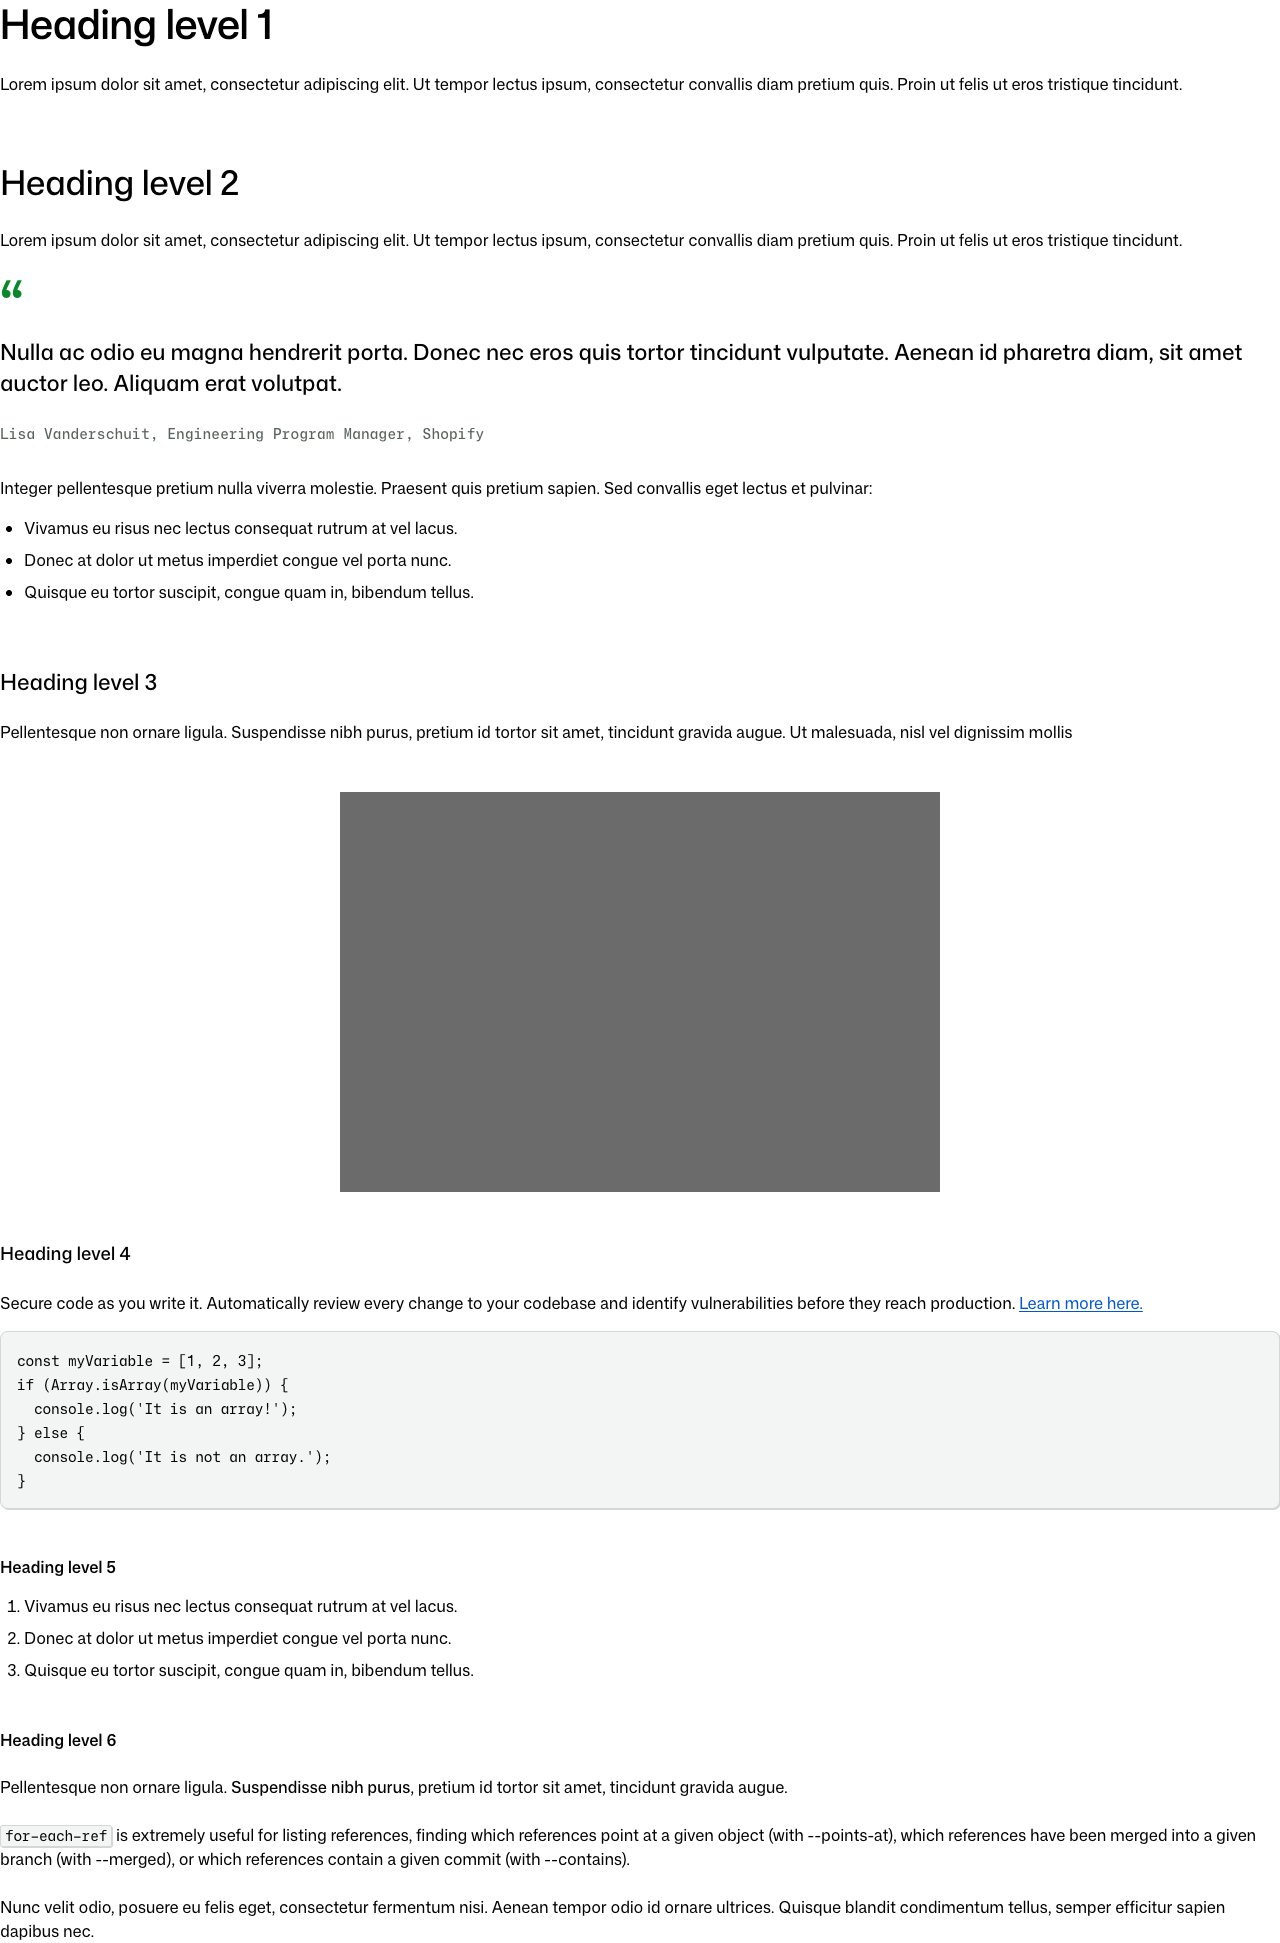 Heading level 1
Lorem ipsum dolor sit amet, consectetur adipiscing elit. Ut tempor lectus ipsum, consectetur convallis diam pretium quis. Proin ut felis ut eros tristique tincidunt.
Heading level 2
Lorem ipsum dolor sit amet, consectetur adipiscing elit. Ut tempor lectus ipsum, consectetur convallis diam pretium quis. Proin ut felis ut eros tristique tincidunt.
“
Nulla ac odio eu magna hendrerit porta. Donec nec eros quis tortor tincidunt vulputate. Aenean id pharetra diam, sit amet
auctor leo. Aliquam erat volutpat.
Lisa Vanderschuit, Engineering Program Manager, Shopify
Integer pellentesque pretium nulla viverra molestie. Praesent quis pretium sapien. Sed convallis eget lectus et pulvinar:
• Vivamus eu risus nec lectus consequat rutrum at vel lacus.
• Donec at dolor ut metus imperdiet congue vel porta nunc.
• Quisque eu tortor suscipit, congue quam in, bibendum tellus.
Heading level 3
Pellentesque non ornare ligula. Suspendisse nibh purus, pretium id tortor sit amet, tincidunt gravida augue. Ut malesuada, nisl vel dignissim mollis
Heading level 4
Secure code as you write it. Automatically review every change to your codebase and identify vulnerabilities before they reach production. Learn more here.
const myVariable = [1, 2, 3];
if (Array.isArray(myVariable)) {
  console.log('It is an array!');
} else {
  console.log('It is not an array.');
}
Heading level 5
1. Vivamus eu risus nec lectus consequat rutrum at vel lacus.
2. Donec at dolor ut metus imperdiet congue vel porta nunc.
3. Quisque eu tortor suscipit, congue quam in, bibendum tellus.
Heading level 6
Pellentesque non ornare ligula. Suspendisse nibh purus, pretium id tortor sit amet, tincidunt gravida augue.
for-each-ref is extremely useful for listing references, finding which references point at a given object (with --points-at), which references have been merged into a given
branch (with --merged), or which references contain a given commit (with --contains).
Nunc velit odio, posuere eu felis eget, consectetur fermentum nisi. Aenean tempor odio id ornare ultrices. Quisque blandit condimentum tellus, semper efficitur sapien
dapibus nec.